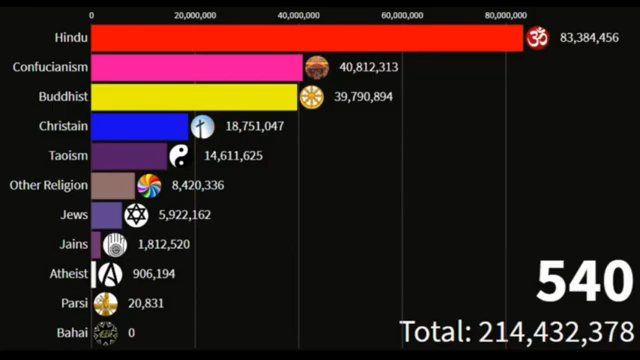 0 20,000,000 40,000,000 60,000,000 80,000,000
Hindu 83,384,456
Confucianism 40,812,313
Buddhist 39,790,894
Christain 18,751,047
Taoism 14,611,625
Other Religion 8,420,336
Jews 5,922,162
Jains 1,812,520
Atheist 906,194
Parsi 20,831
Bahai 0
540
Total: 214,432,378